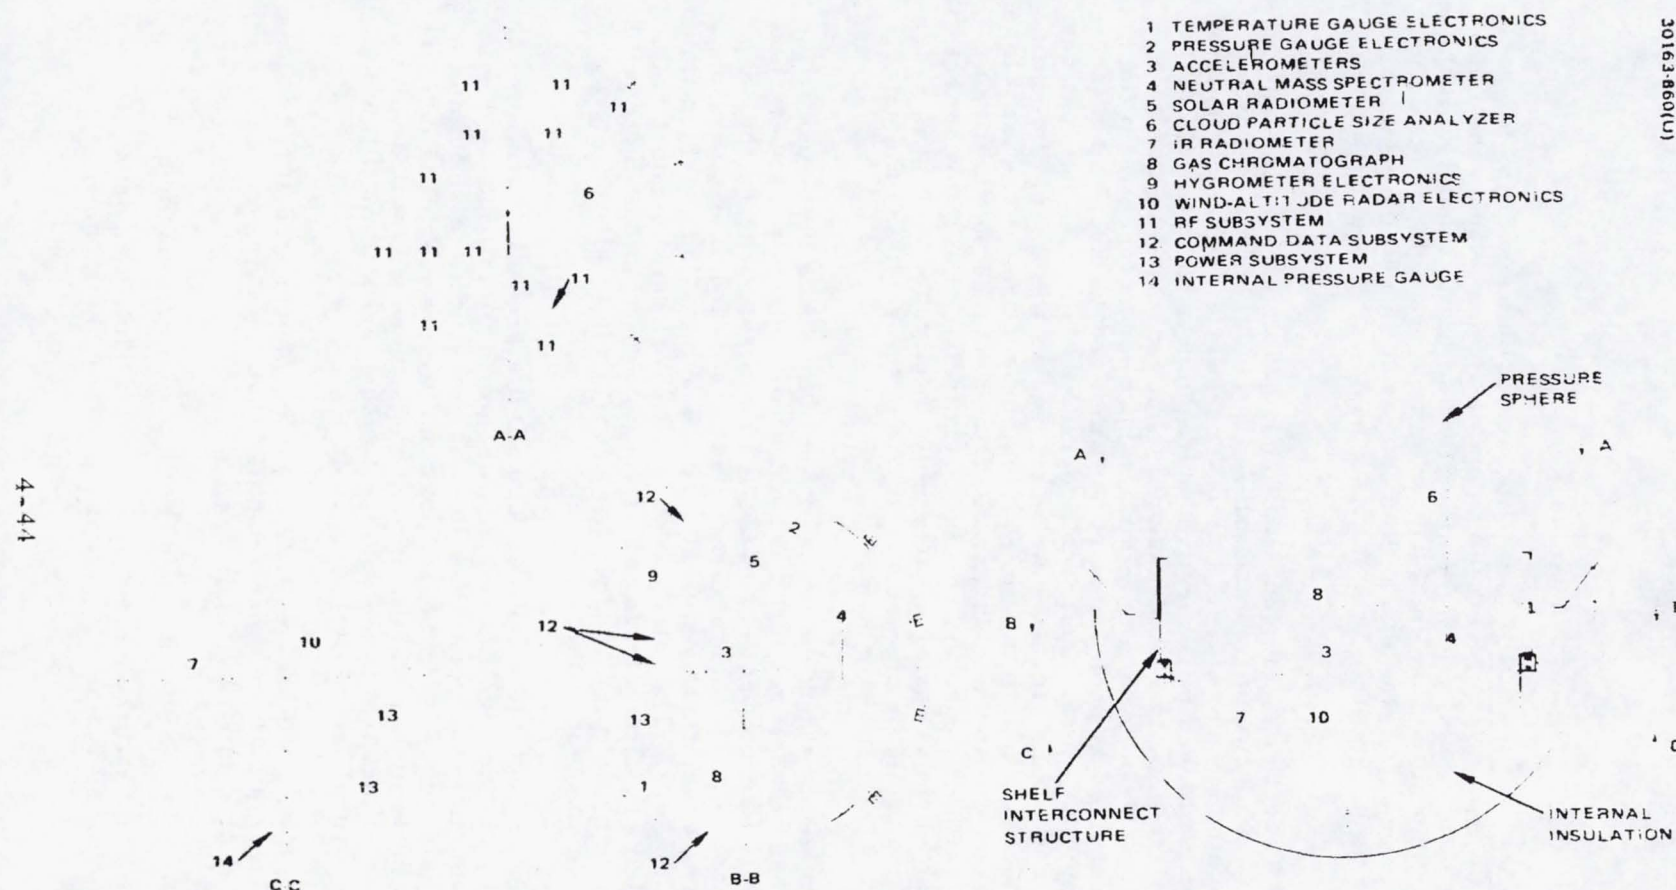 30163-860(U)
1 TEMPERATURE GAUGE ELECTRONICS
2 PRESSURE GAUGE ELECTRONICS
3 ACCELEROMETERS
4 NEUTRAL MASS SPECTROMETER
5 SOLAR RADIOMETER
6 CLOUD PARTICLE SIZE ANALYZER
7 IR RADIOMETER
8 GAS CHROMATOGRAPH
9 HYGROMETER ELECTRONICS
10 WIND-ALTITUDE RADAR ELECTRONICS
11 RF SUBSYSTEM
12 COMMAND DATA SUBSYSTEM
13 POWER SUBSYSTEM
14 INTERNAL PRESSURE GAUGE
11 11
11
11 11
11
6
11 11 11
11 11
11
11
A-A
12
2
5
9
4
12
3
13
8
1
12
B-B
10
7
13
13
14
C-C
PRESSURE
SPHERE
A A
6
8
1
B
4
3
7 10
C
SHELF
INTERCONNECT
STRUCTURE
INTERNAL
INSULATION
E
E
E
E
4-44